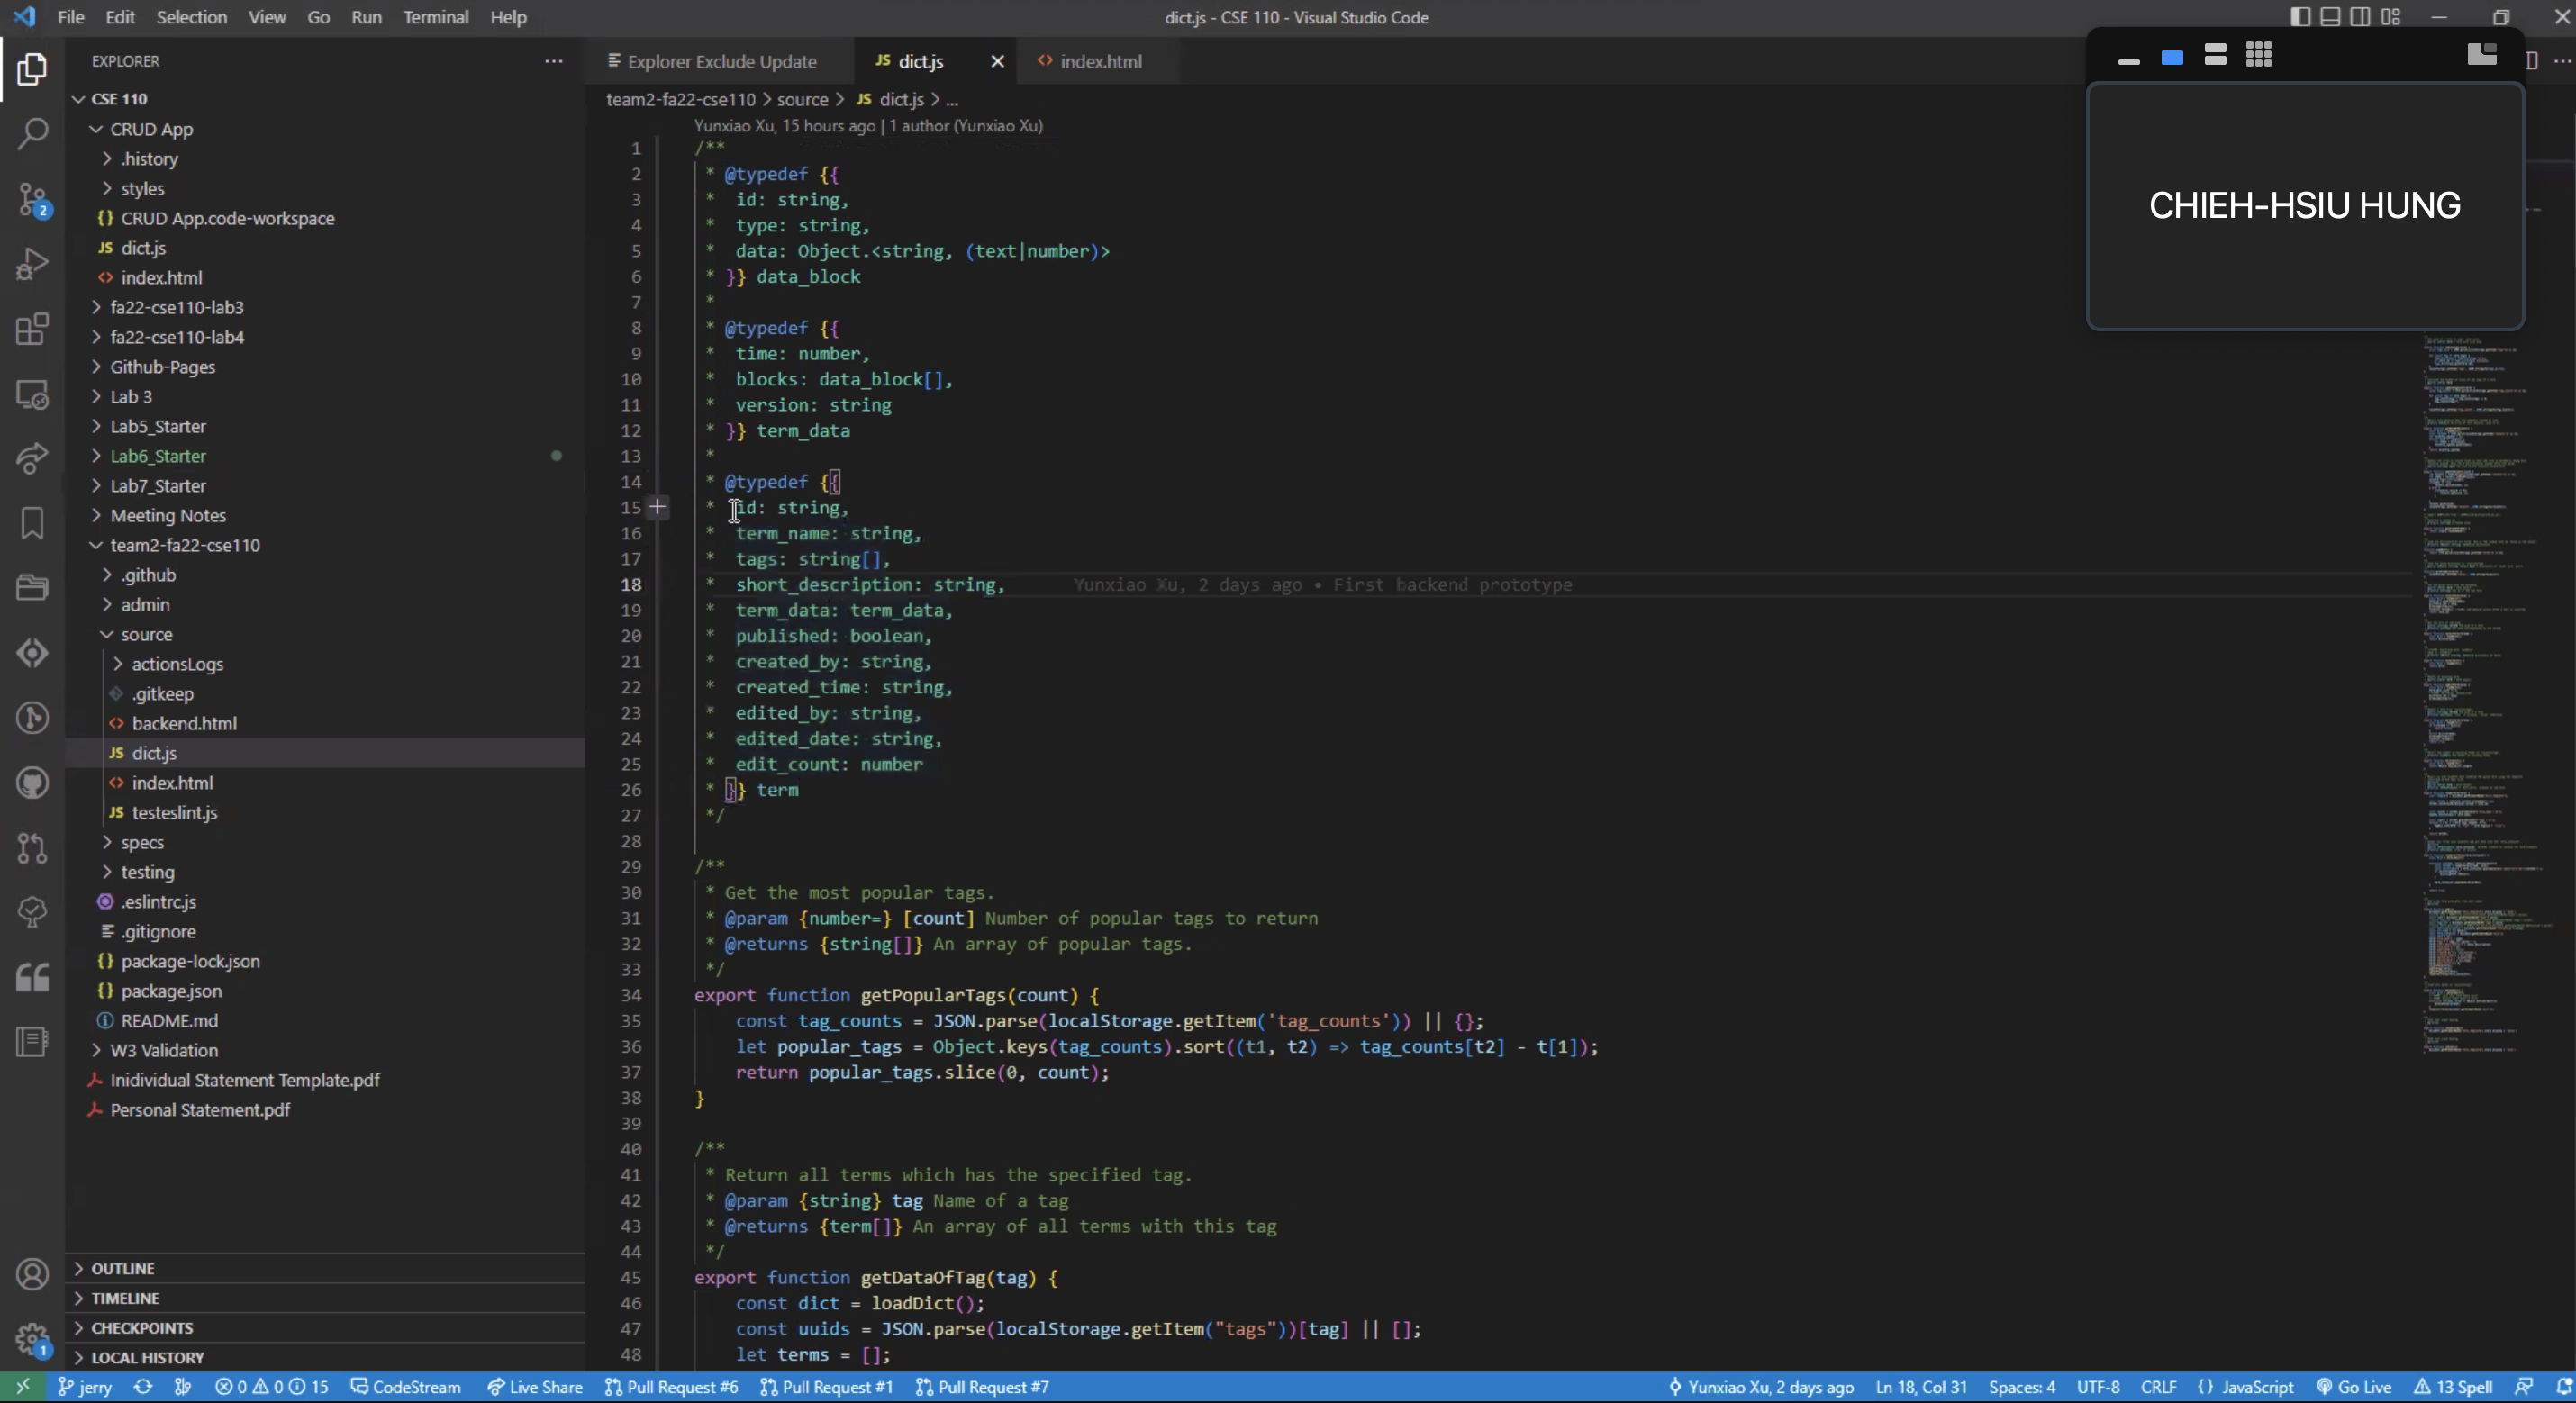 File Edit Selection View Go Run Terminal Help
dict.js - CSE 110 - Visual Studio Code
EXPLORER
CSE 110
CRUD App
.history
styles
{} CRUD App.code-workspace
JS dict.js
<> index.html
fa22-cse110-lab3
fa22-cse110-lab4
Github-Pages
Lab 3
Lab5_Starter
Lab6_Starter
Lab7_Starter
Meeting Notes
team2-fa22-cse110
.github
admin
source
actionsLogs
.gitkeep
<> backend.html
JS dict.js
<> index.html
JS testeslint.js
specs
testing
.eslintrc.js
.gitignore
{} package-lock.json
{} package.json
README.md
W3 Validation
Inidividual Statement Template.pdf
Personal Statement.pdf
OUTLINE
TIMELINE
CHECKPOINTS
LOCAL HISTORY
2
1
Explorer Exclude Update
JS dict.js
<> index.html
team2-fa22-cse110 > source > JS dict.js > ...
Yunxiao Xu, 15 hours ago | 1 author (Yunxiao Xu)
1 /**
2 * @typedef {{
3 * id: string,
4 * type: string,
5 * data: Object.<string, (text|number)>
6 * }} data_block
7 *
8 * @typedef {{
9 * time: number,
10 * blocks: data_block[],
11 * version: string
12 * }} term_data
13 *
14 * @typedef {{
15 * id: string,
16 * term_name: string,
17 * tags: string[],
18 * short_description: string, Yunxiao Xu, 2 days ago • First backend prototype
19 * term_data: term_data,
20 * published: boolean,
21 * created_by: string,
22 * created_time: string,
23 * edited_by: string,
24 * edited_date: string,
25 * edit_count: number
26 * }} term
27 */
28
29 /**
30 * Get the most popular tags.
31 * @param {number=} [count] Number of popular tags to return
32 * @returns {string[]} An array of popular tags.
33 */
34 export function getPopularTags(count) {
35 const tag_counts = JSON.parse(localStorage.getItem('tag_counts')) || {};
36 let popular_tags = Object.keys(tag_counts).sort((t1, t2) => tag_counts[t2] - t[1]);
37 return popular_tags.slice(0, count);
38 }
39
40 /**
41 * Return all terms which has the specified tag.
42 * @param {string} tag Name of a tag
43 * @returns {term[]} An array of all terms with this tag
44 */
45 export function getDataOfTag(tag) {
46 const dict = loadDict();
47 const uuids = JSON.parse(localStorage.getItem("tags"))[tag] || [];
48 let terms = [];
CHIEH-HSIU HUNG
jerry 0 0 15 CodeStream Live Share Pull Request #6 Pull Request #1 Pull Request #7 Yunxiao Xu, 2 days ago Ln 18, Col 31 Spaces: 4 UTF-8 CRLF {} JavaScript Go Live 13 Spell